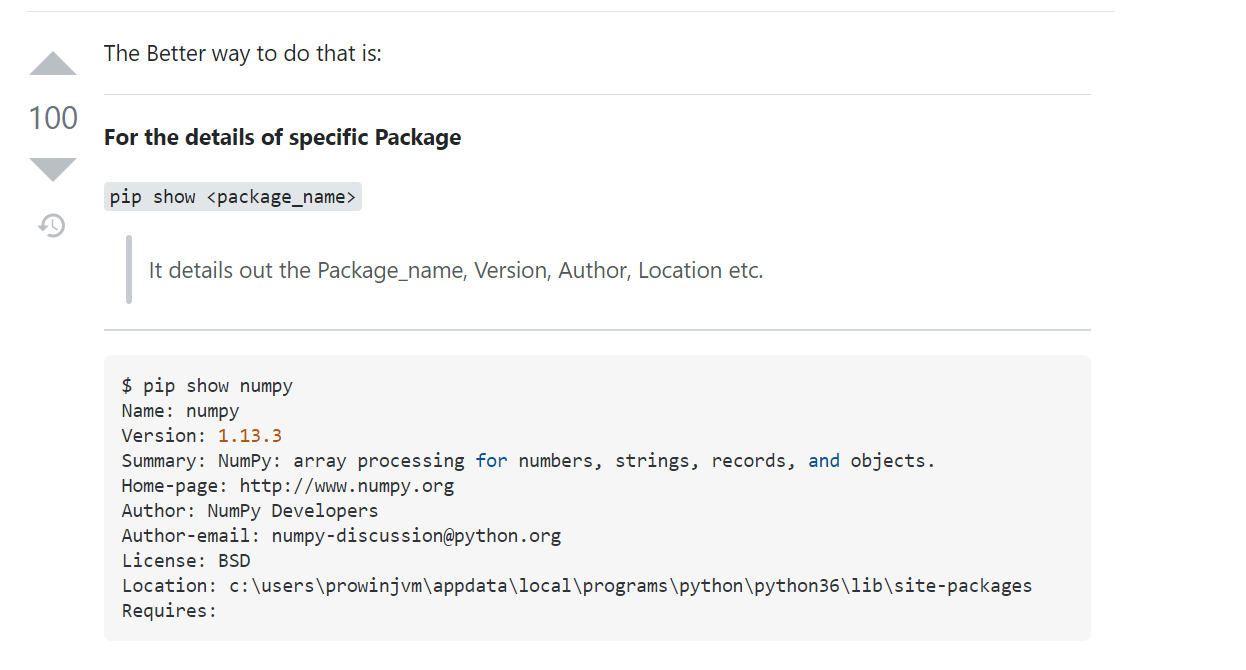 The Better way to do that is:
100
For the details of specific Package
pip show <package_name>
It details out the Package_name, Version, Author, Location etc.
$ pip show numpy
Name: numpy
Version: 1.13.3
Summary: NumPy: array processing for numbers, strings, records, and objects.
Home-page: http://www.numpy.org
Author: NumPy Developers
Author-email: numpy-discussion@python.org
License: BSD
Location: c:\users\prowinjvm\appdata\local\programs\python\python36\lib\site-packages
Requires: